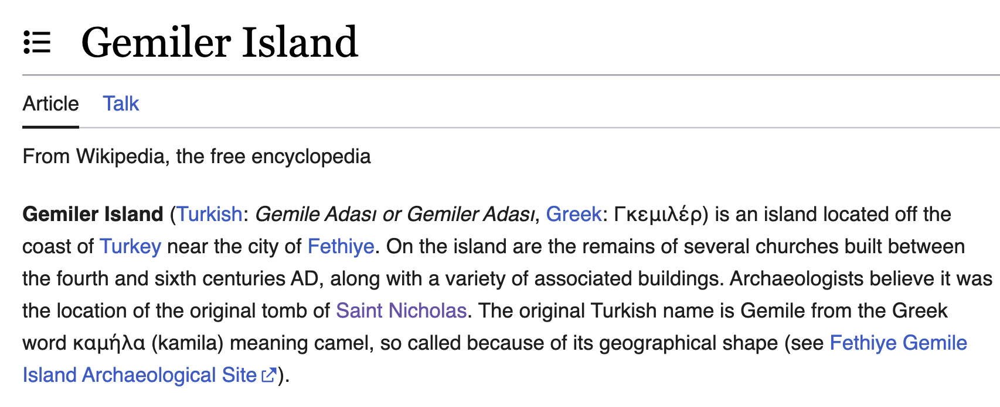 Gemiler Island
Article Talk
From Wikipedia, the free encyclopedia
Gemiler Island (Turkish: Gemile Adası or Gemiler Adası, Greek: Γκεμιλέρ) is an island located off the
coast of Turkey near the city of Fethiye. On the island are the remains of several churches built between
the fourth and sixth centuries AD, along with a variety of associated buildings. Archaeologists believe it was
the location of the original tomb of Saint Nicholas. The original Turkish name is Gemile from the Greek
word καμήλα (kamila) meaning camel, so called because of its geographical shape (see Fethiye Gemile
Island Archaeological Site).